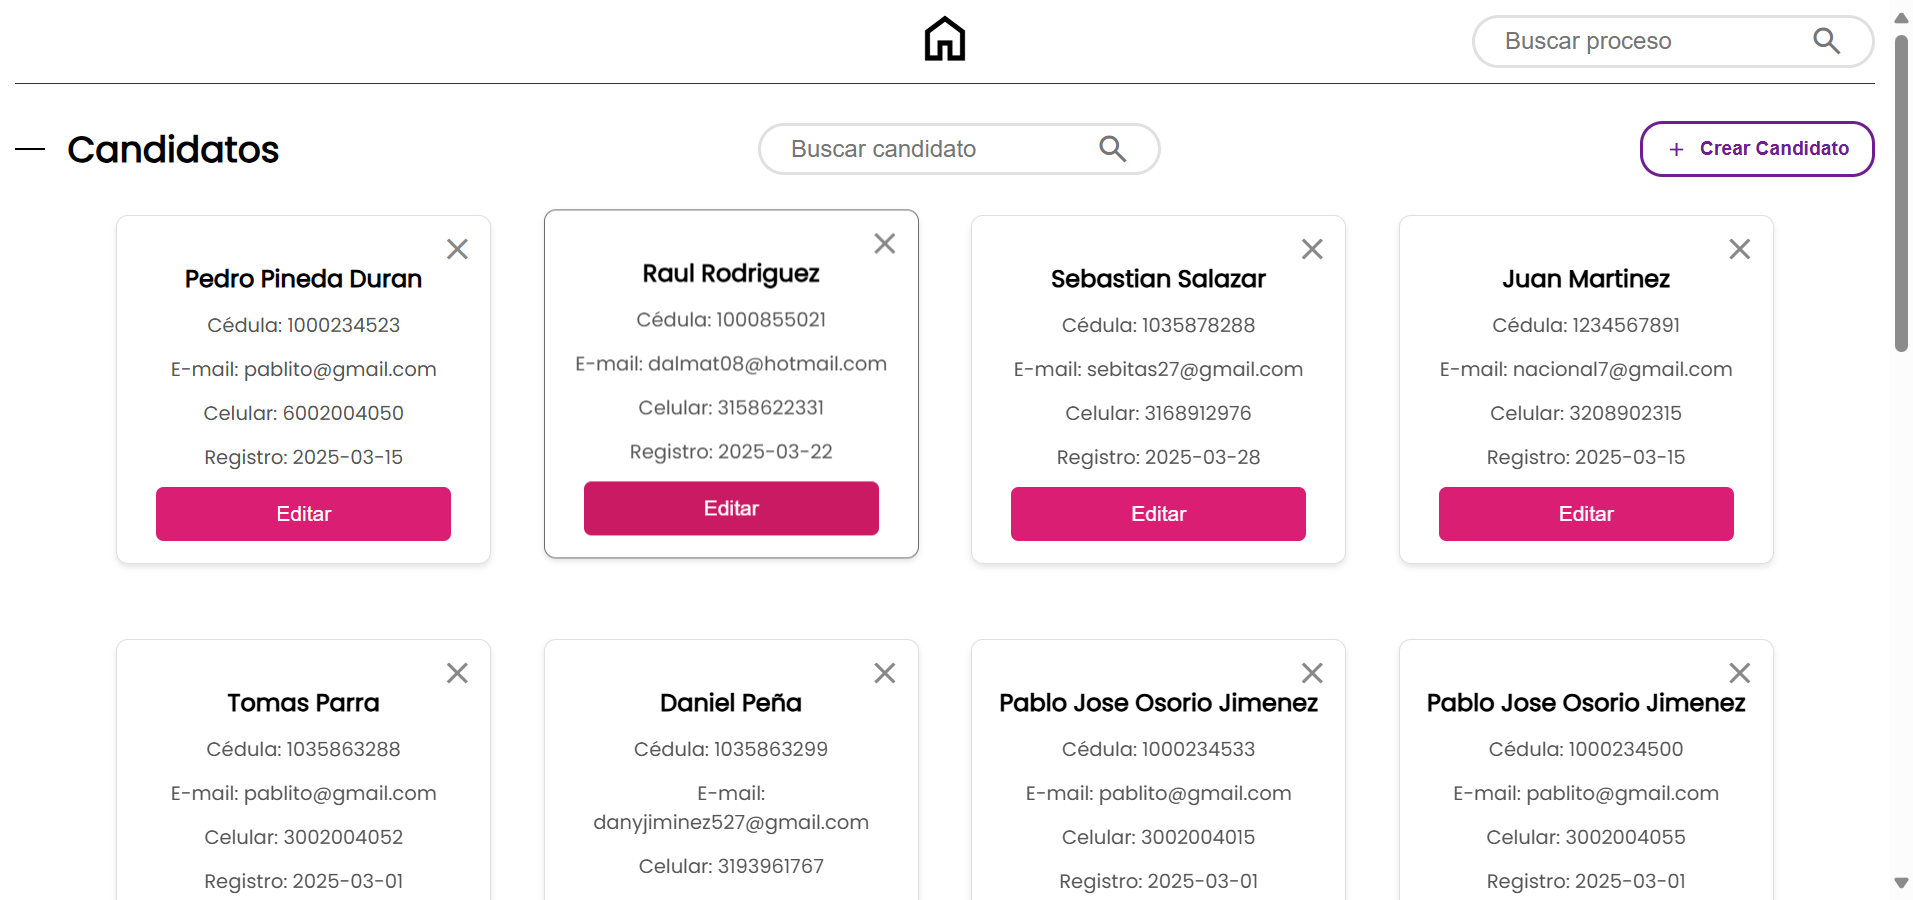 Buscar proceso
Candidatos
Buscar candidato
+ Crear Candidato
Pedro Pineda Duran
Cédula: 1000234523
E-mail: pablito@gmail.com
Celular: 6002004050
Registro: 2025-03-15
Editar
Raul Rodriguez
Cédula: 1000855021
E-mail: dalmat08@hotmail.com
Celular: 3158622331
Registro: 2025-03-22
Editar
Sebastian Salazar
Cédula: 1035878288
E-mail: sebitas27@gmail.com
Celular: 3168912976
Registro: 2025-03-28
Editar
Juan Martinez
Cédula: 1234567891
E-mail: nacional7@gmail.com
Celular: 3208902315
Registro: 2025-03-15
Editar
Tomas Parra
Cédula: 1035863288
E-mail: pablito@gmail.com
Celular: 3002004052
Registro: 2025-03-01
Daniel Peña
Cédula: 1035863299
E-mail:
danyjiminez527@gmail.com
Celular: 3193961767
Pablo Jose Osorio Jimenez
Cédula: 1000234533
E-mail: pablito@gmail.com
Celular: 3002004015
Registro: 2025-03-01
Pablo Jose Osorio Jimenez
Cédula: 1000234500
E-mail: pablito@gmail.com
Celular: 3002004055
Registro: 2025-03-01